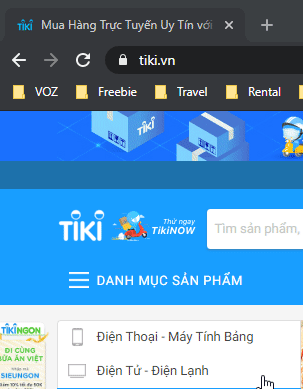 TIKI Mua Hàng Trực Tuyến Uy Tín với
tiki.vn
VOZ Freebie Travel Rental
TIKI
TIKI Thử ngay
TikiNOW
Tìm sản phẩm,
DANH MỤC SẢN PHẨM
TIKINGON
ĐI CÙNG
BỮA ĂN VIỆT
SIEUNGON
Điện Thoại - Máy Tính Bảng
Điện Tử - Điện Lạnh